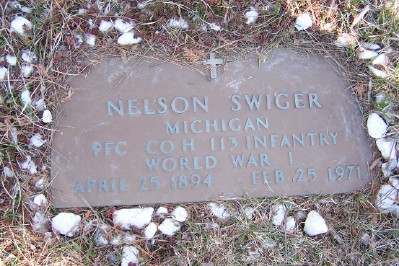 NELSON SWIGER
MICHIGAN
PFC CO H 113 INFANTRY
WORLD WAR I
APRIL 25 1894 FEB 25 1971